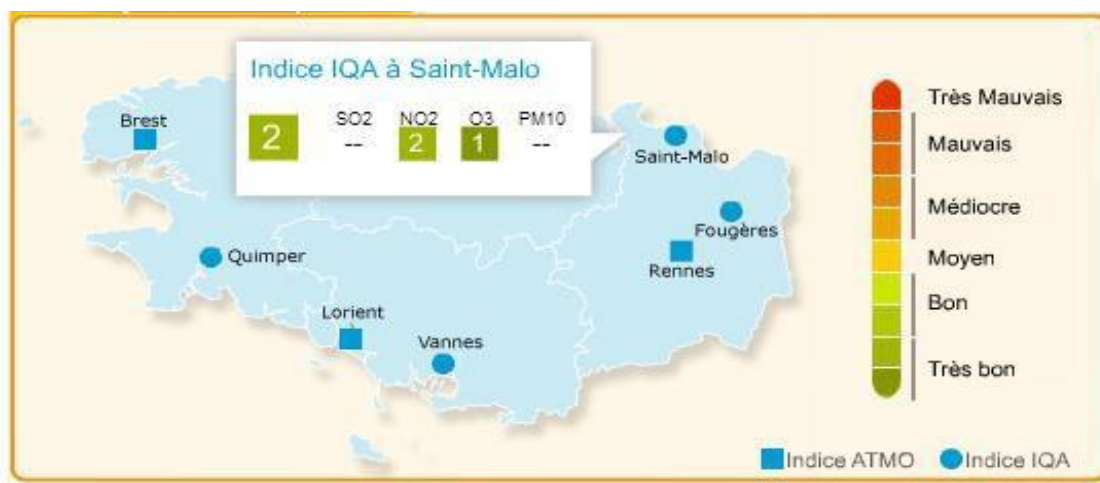 Indice IQA à Saint-Malo
SO2 NO2 O3 PM10
2 -- 2 1 --
Brest
Saint-Malo
Fougères
Quimper
Rennes
Lorient
Vannes
Très Mauvais
Mauvais
Médiocre
Moyen
Bon
Très bon
Indice ATMO Indice IQA